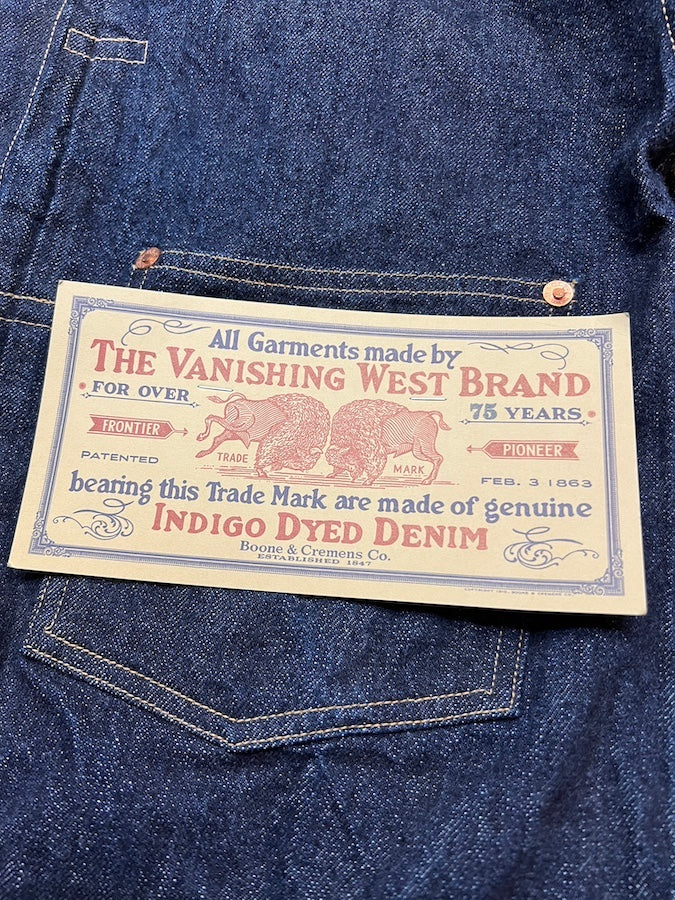 All Garments made by
THE VANISHING WEST BRAND
FOR OVER 75 YEARS
FRONTIER PIONEER
TRADE MARK
PATENTED FEB. 3 1863
bearing this Trade Mark are made of genuine
INDIGO DYED DENIM
Boone & Cremens Co.
ESTABLISHED 1847